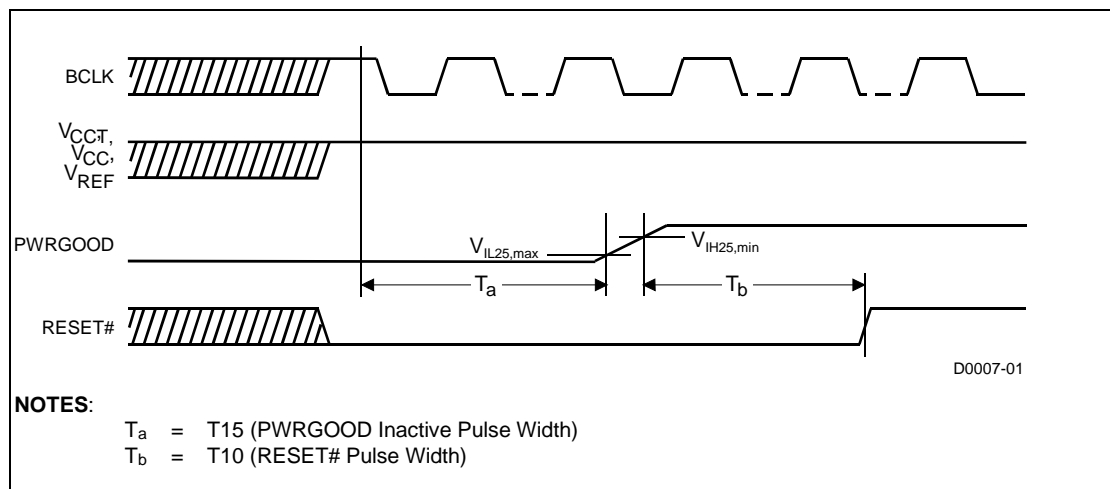 BCLK
VCCT,
VCC,
VREF
PWRGOOD
VIL25,max
VIH25,min
Ta
Tb
RESET#
D0007-01
NOTES:
Ta = T15 (PWRGOOD Inactive Pulse Width)
Tb = T10 (RESET# Pulse Width)